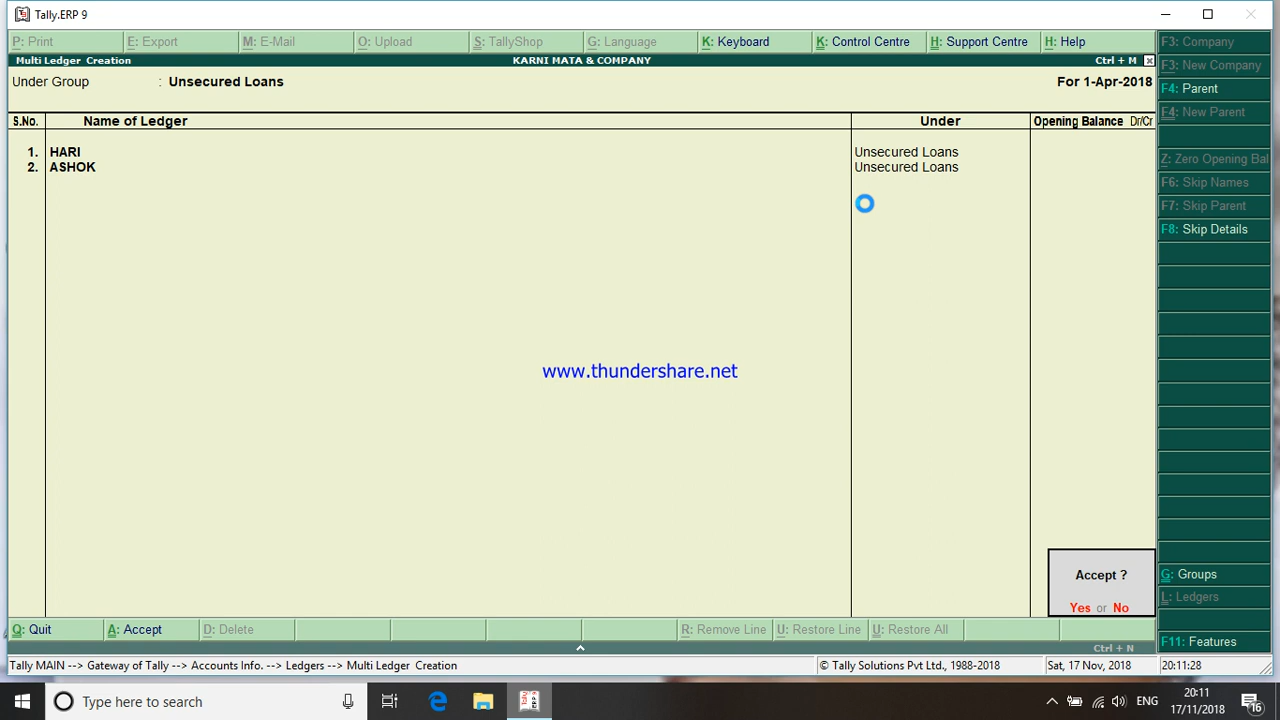 Tally.ERP 9
P: Print E: Export M: E-Mail O: Upload S: TallyShop G: Language K: Keyboard K: Control Centre H: Support Centre H: Help
F3: Company
Multi Ledger Creation KARNI MATA & COMPANY Ctrl + M
F3: New Company
Under Group : Unsecured Loans For 1-Apr-2018
F4: Parent
F4: New Parent
S.No. Name of Ledger Under Opening Balance Dr/Cr
1. HARI Unsecured Loans
2. ASHOK Unsecured Loans
Z: Zero Opening Bal
F6: Skip Names
F7: Skip Parent
F8: Skip Details
www.thundershare.net
Accept ?
Yes or No
G: Groups
L: Ledgers
Q: Quit A: Accept D: Delete R: Remove Line U: Restore Line U: Restore All
F11: Features
Ctrl + N
Tally MAIN --> Gateway of Tally --> Accounts Info. --> Ledgers --> Multi Ledger Creation © Tally Solutions Pvt Ltd., 1988-2018 Sat, 17 Nov, 2018 20:11:28
Type here to search ENG 20:11
17/11/2018 16